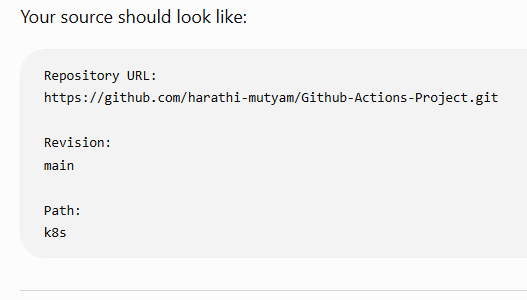 Your source should look like:
Repository URL:
https://github.com/harathi-mutyam/Github-Actions-Project.git
Revision:
main
Path:
k8s